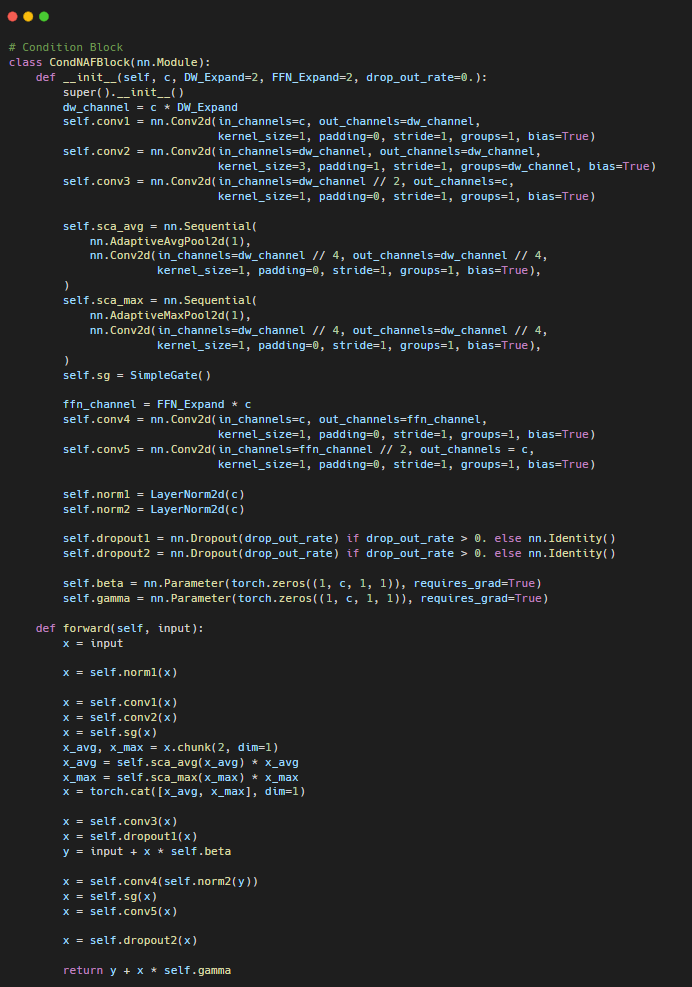 # Condition Block
class CondNAFBlock(nn.Module):
    def __init__(self, c, DW_Expand=2, FFN_Expand=2, drop_out_rate=0.):
        super().__init__()
        dw_channel = c * DW_Expand
        self.conv1 = nn.Conv2d(in_channels=c, out_channels=dw_channel,
                               kernel_size=1, padding=0, stride=1, groups=1, bias=True)
        self.conv2 = nn.Conv2d(in_channels=dw_channel, out_channels=dw_channel,
                               kernel_size=3, padding=1, stride=1, groups=dw_channel, bias=True)
        self.conv3 = nn.Conv2d(in_channels=dw_channel // 2, out_channels=c,
                               kernel_size=1, padding=0, stride=1, groups=1, bias=True)

        self.sca_avg = nn.Sequential(
            nn.AdaptiveAvgPool2d(1),
            nn.Conv2d(in_channels=dw_channel // 4, out_channels=dw_channel // 4,
                      kernel_size=1, padding=0, stride=1, groups=1, bias=True),
        )
        self.sca_max = nn.Sequential(
            nn.AdaptiveMaxPool2d(1),
            nn.Conv2d(in_channels=dw_channel // 4, out_channels=dw_channel // 4,
                      kernel_size=1, padding=0, stride=1, groups=1, bias=True),
        )
        self.sg = SimpleGate()

        ffn_channel = FFN_Expand * c
        self.conv4 = nn.Conv2d(in_channels=c, out_channels=ffn_channel,
                               kernel_size=1, padding=0, stride=1, groups=1, bias=True)
        self.conv5 = nn.Conv2d(in_channels=ffn_channel // 2, out_channels = c,
                               kernel_size=1, padding=0, stride=1, groups=1, bias=True)

        self.norm1 = LayerNorm2d(c)
        self.norm2 = LayerNorm2d(c)

        self.dropout1 = nn.Dropout(drop_out_rate) if drop_out_rate > 0. else nn.Identity()
        self.dropout2 = nn.Dropout(drop_out_rate) if drop_out_rate > 0. else nn.Identity()

        self.beta = nn.Parameter(torch.zeros((1, c, 1, 1)), requires_grad=True)
        self.gamma = nn.Parameter(torch.zeros((1, c, 1, 1)), requires_grad=True)

    def forward(self, input):
        x = input

        x = self.norm1(x)

        x = self.conv1(x)
        x = self.conv2(x)
        x = self.sg(x)
        x_avg, x_max = x.chunk(2, dim=1)
        x_avg = self.sca_avg(x_avg) * x_avg
        x_max = self.sca_max(x_max) * x_max
        x = torch.cat([x_avg, x_max], dim=1)

        x = self.conv3(x)
        x = self.dropout1(x)
        y = input + x * self.beta

        x = self.conv4(self.norm2(y))
        x = self.sg(x)
        x = self.conv5(x)

        x = self.dropout2(x)

        return y + x * self.gamma